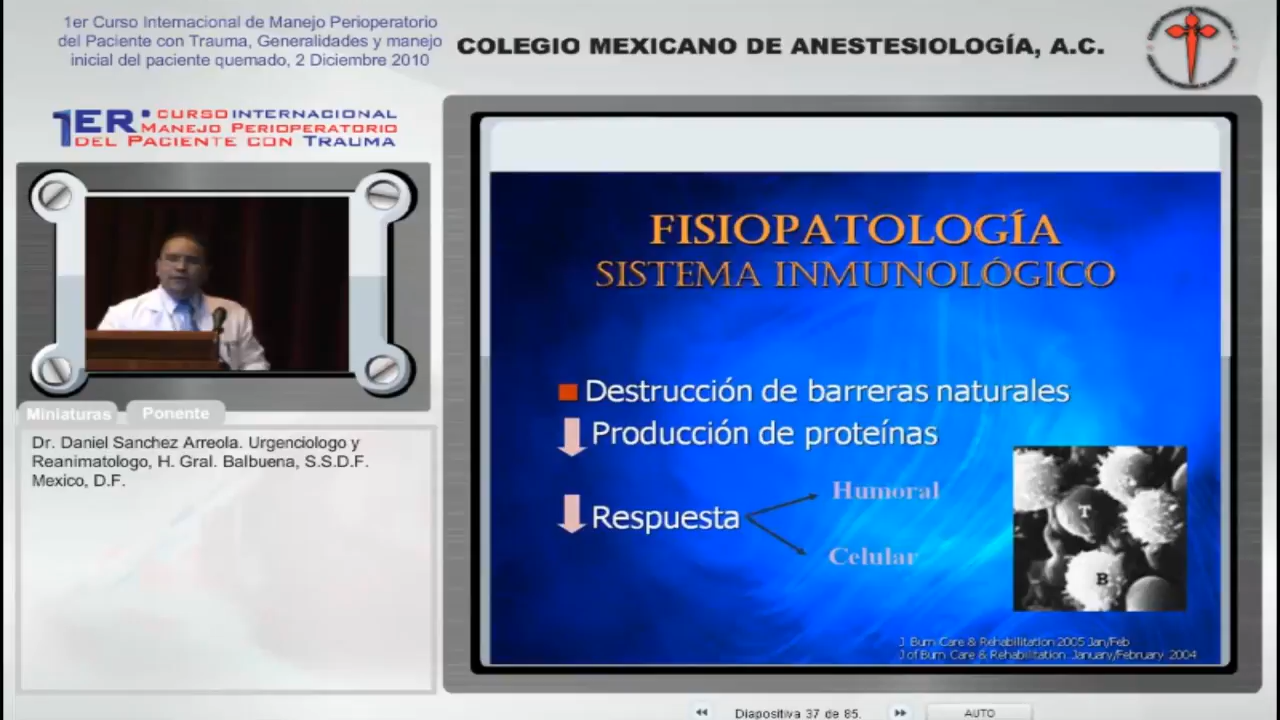 1er Curso Internacional de Manejo Perioperatorio
del Paciente con Trauma, Generalidades y manejo
inicial del paciente quemado, 2 Diciembre 2010
COLEGIO MEXICANO DE ANESTESIOLOGÍA, A.C.
1ER. CURSO INTERNACIONAL
MANEJO PERIOPERATORIO
DEL PACIENTE CON TRAUMA
Miniaturas Ponente
Dr. Daniel Sanchez Arreola. Urgenciologo y
Reanimatologo, H. Gral. Balbuena, S.S.D.F.
Mexico, D.F.
FISIOPATOLOGÍA
SISTEMA INMUNOLÓGICO
Destrucción de barreras naturales
Producción de proteínas
Humoral
Respuesta
Celular
T
B
J Burn Care & Rehabilitation 2005 Jan/Feb
J of Burn Care & Rehabilitation January/February 2004
Diapositiva 37 de 85.
AUTO